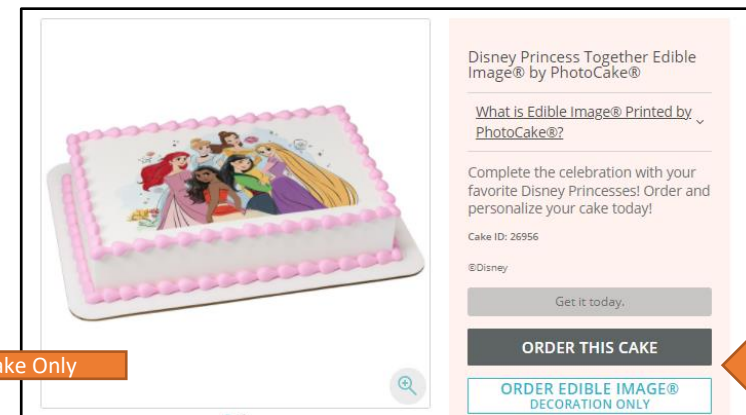 Disney Princess Together Edible
Image® by PhotoCake®
What is Edible Image® Printed by
PhotoCake®?
Complete the celebration with your
favorite Disney Princesses! Order and
personalize your cake today!
Cake ID: 26956
©Disney
Get it today.
ORDER THIS CAKE
ORDER EDIBLE IMAGE®
DECORATION ONLY
ake Only